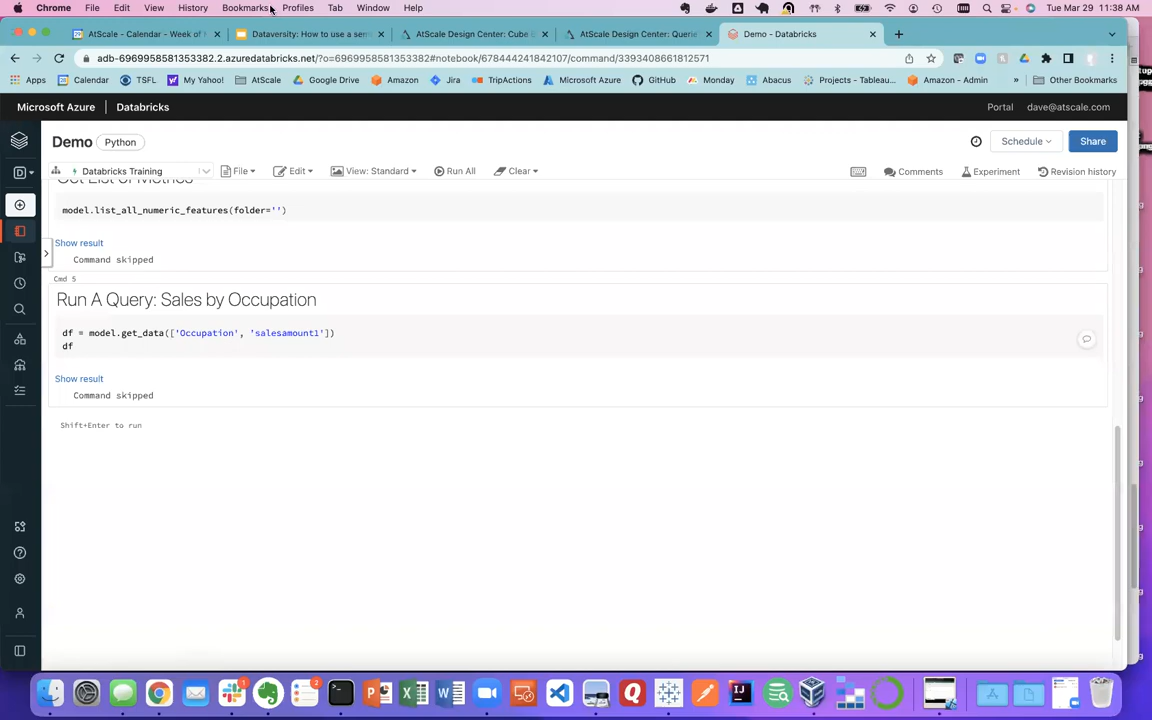 Chrome File Edit View History Bookmarks Profiles Tab Window Help Tue Mar 29 11:38 AM
AtScale - Calendar - Week of Dataversity: How to use a sem AtScale Design Center: Cube AtScale Design Center: Querie Demo - Databricks
adb-6969958581353382.2.azuredatabricks.net/?o=6969958581353382#notebook/678444241842107/command/3393408661812571
Apps Calendar TSFL My Yahoo! AtScale Google Drive Amazon Jira TripActions Microsoft Azure GitHub Monday Abacus Projects - Tableau... Amazon - Admin » Other Bookmarks
Microsoft Azure Databricks Portal dave@atscale.com
Demo Python Schedule Share
Databricks Training File Edit View: Standard Run All Clear Comments Experiment Revision history
Get List of Metrics
model.list_all_numeric_features(folder='')
Show result
Command skipped
Cmd 5
Run A Query: Sales by Occupation
df = model.get_data(['Occupation', 'salesamount1'])
df
Show result
Command skipped
Shift+Enter to run